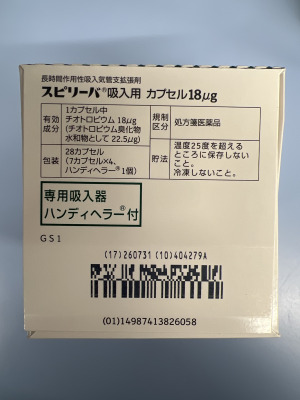 長時間作用性吸入気管支拡張剤
スピリーバ®吸入用 カプセル18μg
有効成分
1カプセル中
チオトロピウム 18μg
(チオトロピウム臭化物
水和物として 22.5μg)
規制区分
処方箋医薬品
包装
28カプセル
(7カプセル×4、
ハンディヘラー®1個)
貯法
温度25度を超える
ところに保存しない
こと。
冷凍しないこと。
専用吸入器
ハンディヘラー®付
GS1
(17)260731 (10)404279A
(01)14987413826058